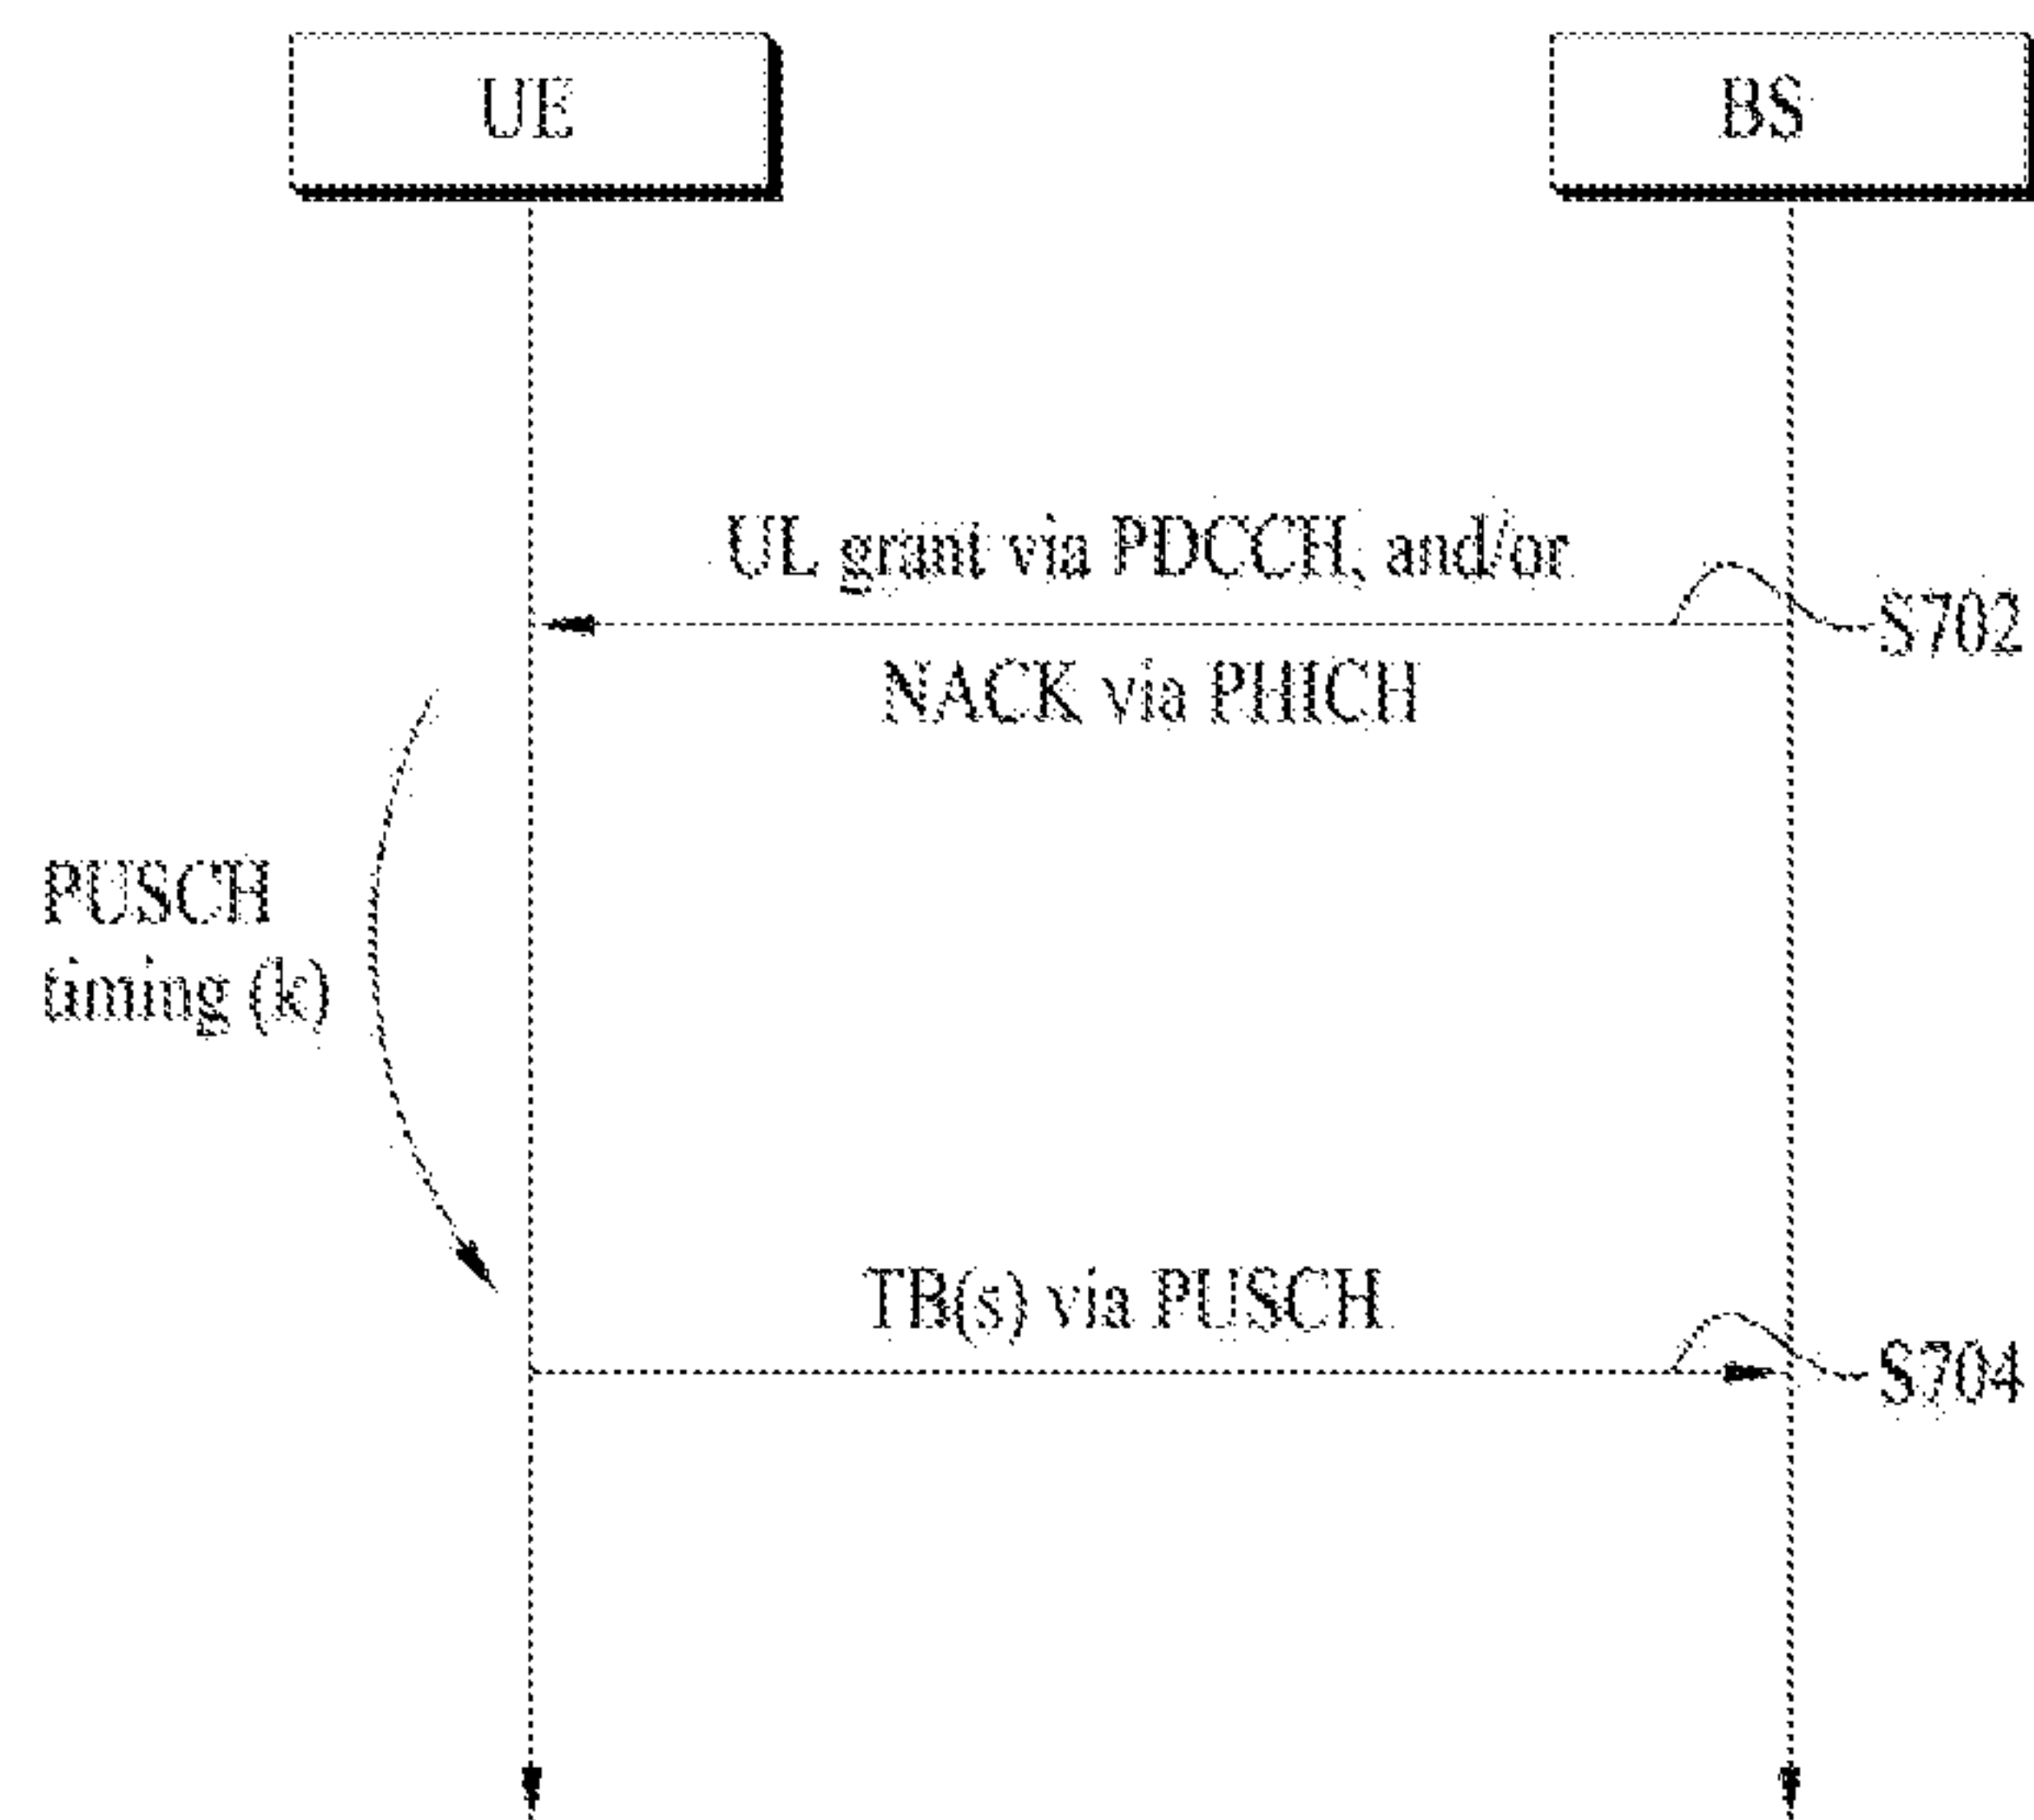 UE
BS
UL grant via PDCCH, and/or
S702
NACK via PHICH
PUSCH
timing (k)
TB(s) via PUSCH
S704